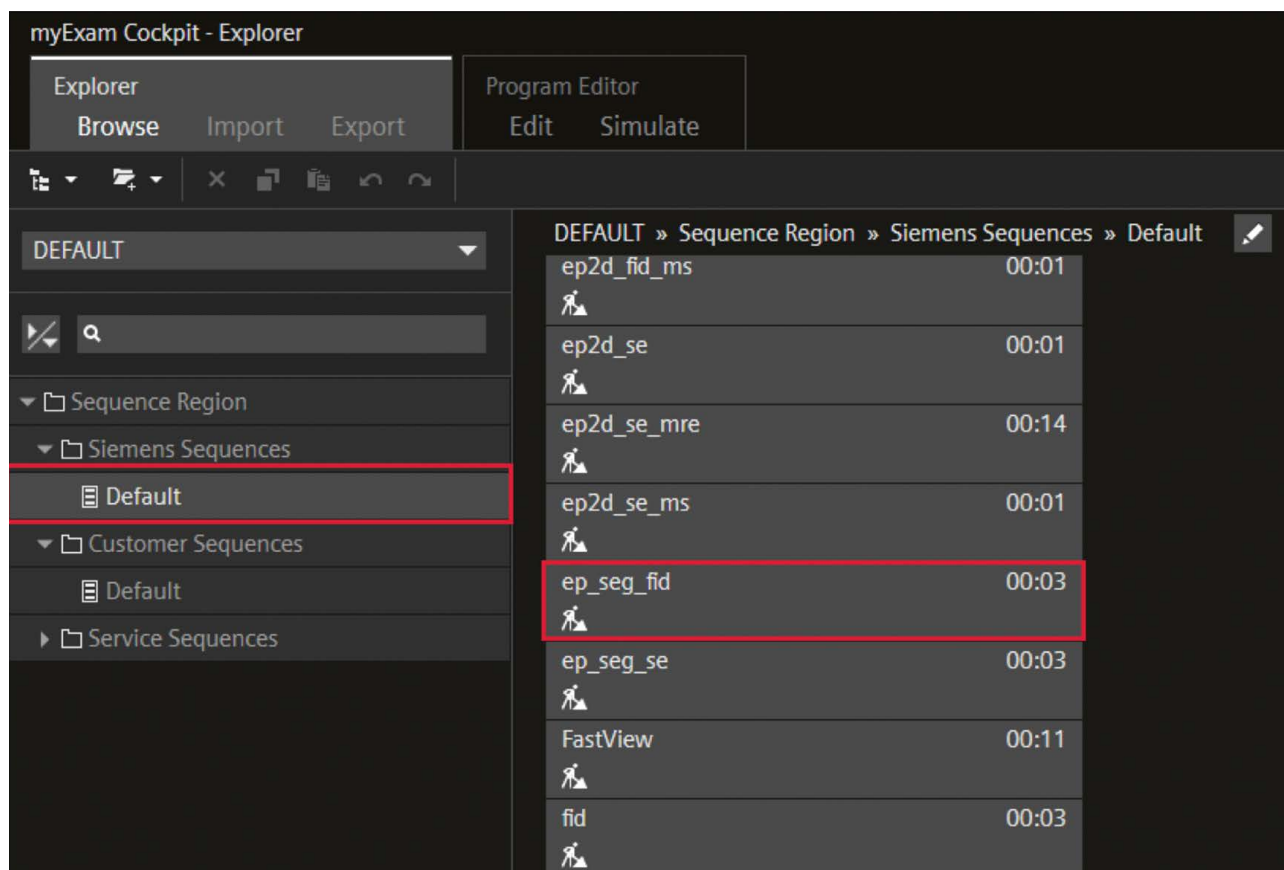 myExam Cockpit - Explorer
Explorer
Browse Import Export
Program Editor
Edit Simulate
DEFAULT
Sequence Region
Siemens Sequences
Default
Customer Sequences
Default
Service Sequences
DEFAULT » Sequence Region » Siemens Sequences » Default
ep2d_fid_ms 00:01
ep2d_se 00:01
ep2d_se_mre 00:14
ep2d_se_ms 00:01
ep_seg_fid 00:03
ep_seg_se 00:03
FastView 00:11
fid 00:03